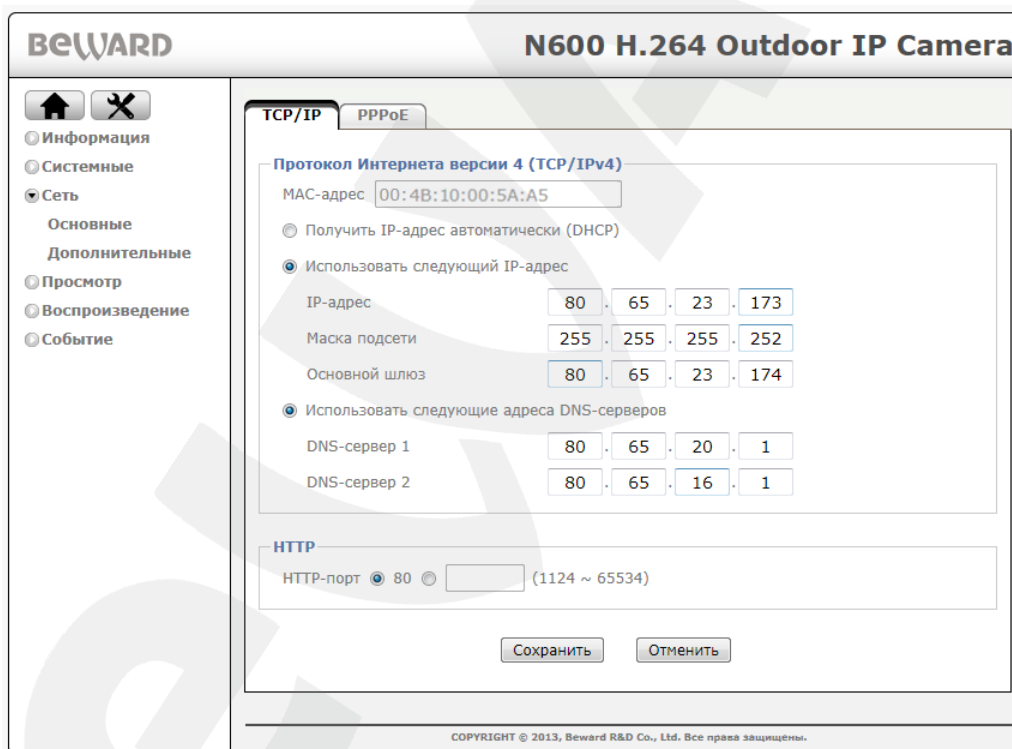 BEWARD
N600 H.264 Outdoor IP Camera
TCP/IP PPPoE
Информация
Системные
Сеть
Основные
Дополнительные
Просмотр
Воспроизведение
Событие
Протокол Интернета версии 4 (TCP/IPv4)
MAC-адрес 00:4B:10:00:5A:A5
Получить IP-адрес автоматически (DHCP)
Использовать следующий IP-адрес
IP-адрес 80 . 65 . 23 . 173
Маска подсети 255 . 255 . 255 . 252
Основной шлюз 80 . 65 . 23 . 174
Использовать следующие адреса DNS-серверов
DNS-сервер 1 80 . 65 . 20 . 1
DNS-сервер 2 80 . 65 . 16 . 1
HTTP
HTTP-порт 80 (1124 ~ 65534)
Сохранить Отменить
COPYRIGHT © 2013, Beward R&D Co., Ltd. Все права защищены.